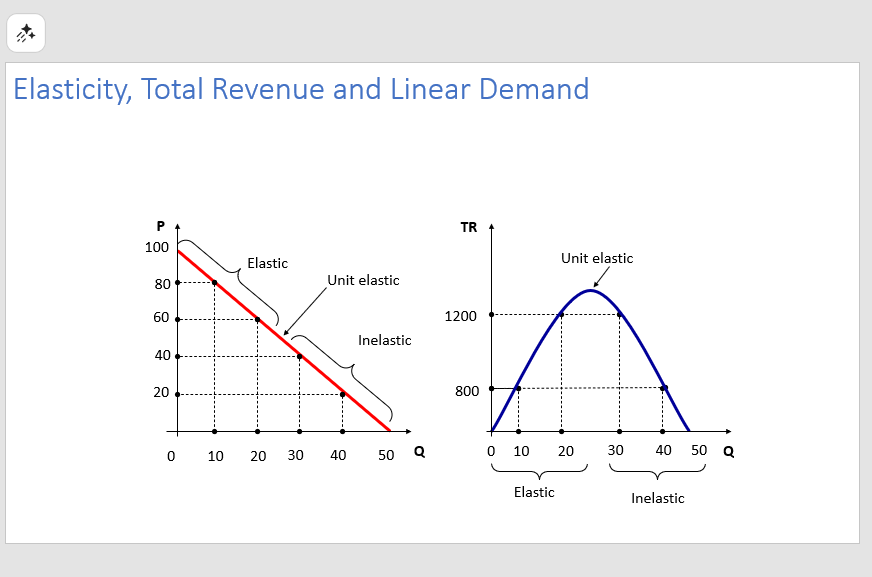 Elasticity, Total Revenue and Linear Demand
P
100
80
60
40
20
0 10 20 30 40 50 Q
Elastic
Unit elastic
Inelastic
TR
1200
800
Unit elastic
0 10 20 30 40 50 Q
Elastic
Inelastic